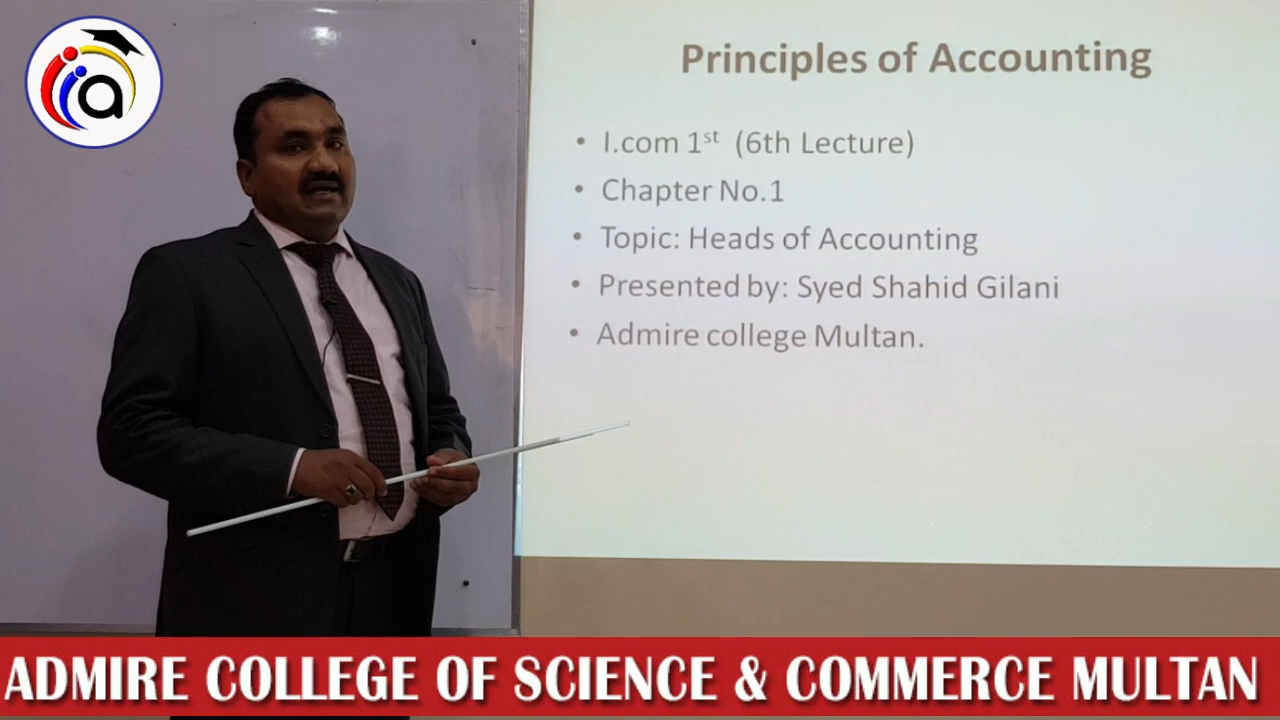 a
Principles of Accounting
• I.com 1st (6th Lecture)
• Chapter No.1
• Topic: Heads of Accounting
• Presented by: Syed Shahid Gilani
• Admire college Multan.
ADMIRE COLLEGE OF SCIENCE & COMMERCE MULTAN